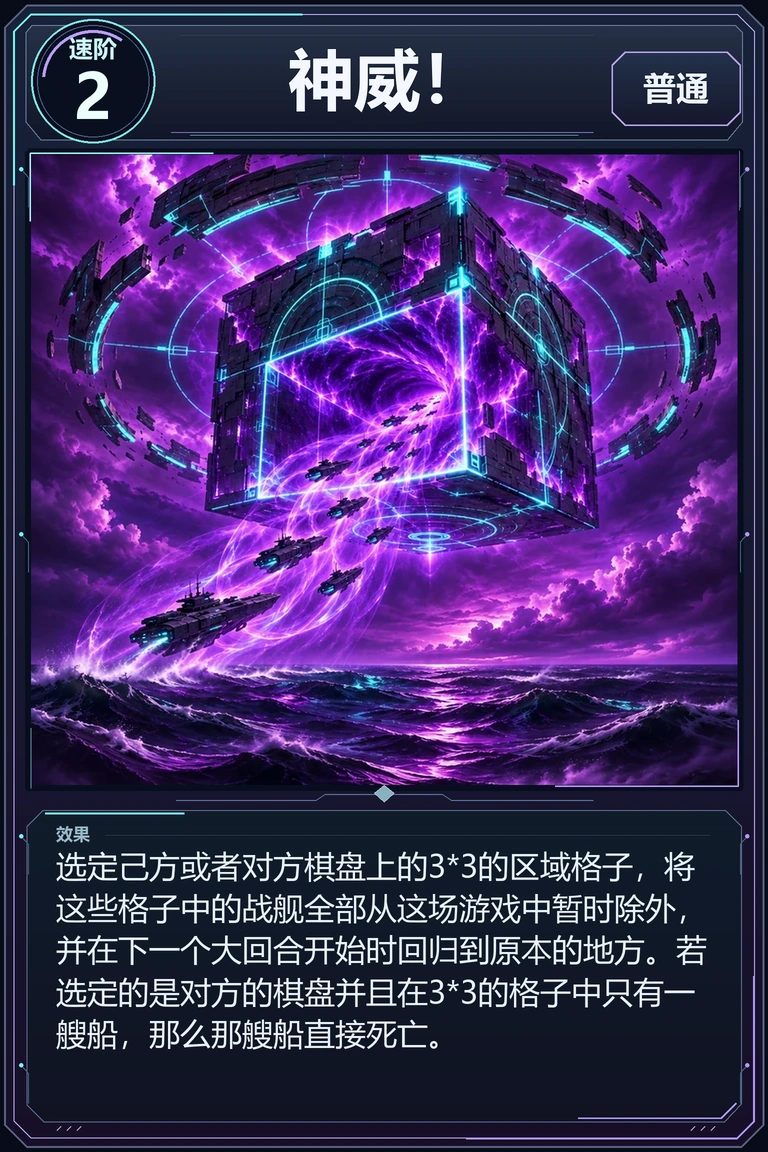 速阶
2
神威！
普通
效果
选定己方或者对方棋盘上的3*3的区域格子，将
这些格子中的战舰全部从这场游戏中暂时除外，
并在下一个大回合开始时回归到原本的地方。若
选定的是对方的棋盘并且在3*3的格子中只有一
艘船，那么那艘船直接死亡。